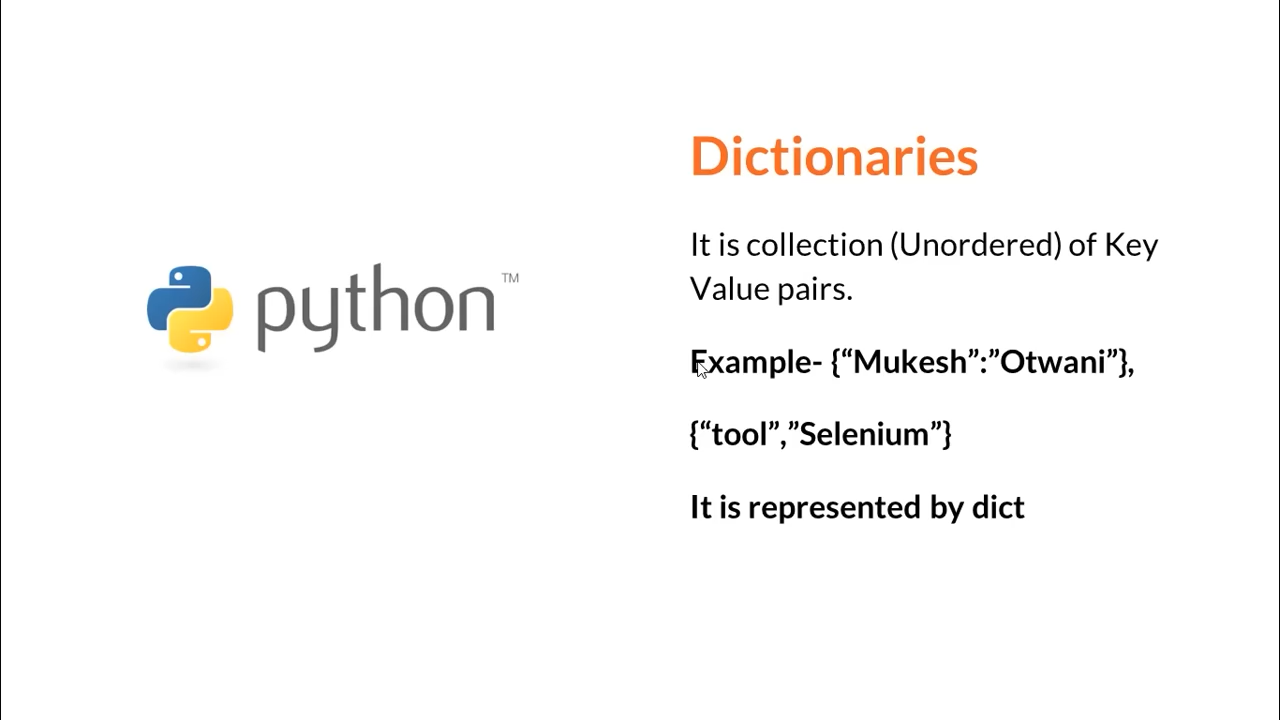 Dictionaries
It is collection (Unordered) of Key
Value pairs.
python™
Example- {“Mukesh”:”Otwani”},
{“tool”,”Selenium”}
It is represented by dict